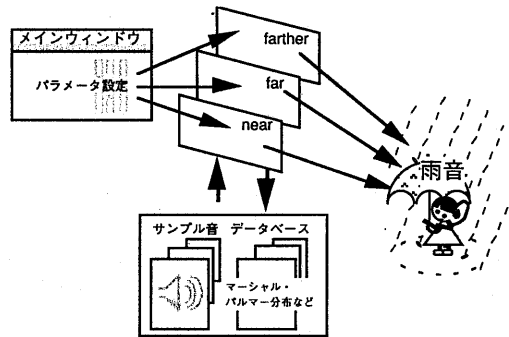 メインウィンドウ
パラメータ設定
farther
far
near
雨音
サンプル音
データベース
マーシャル・
パルマー分布など